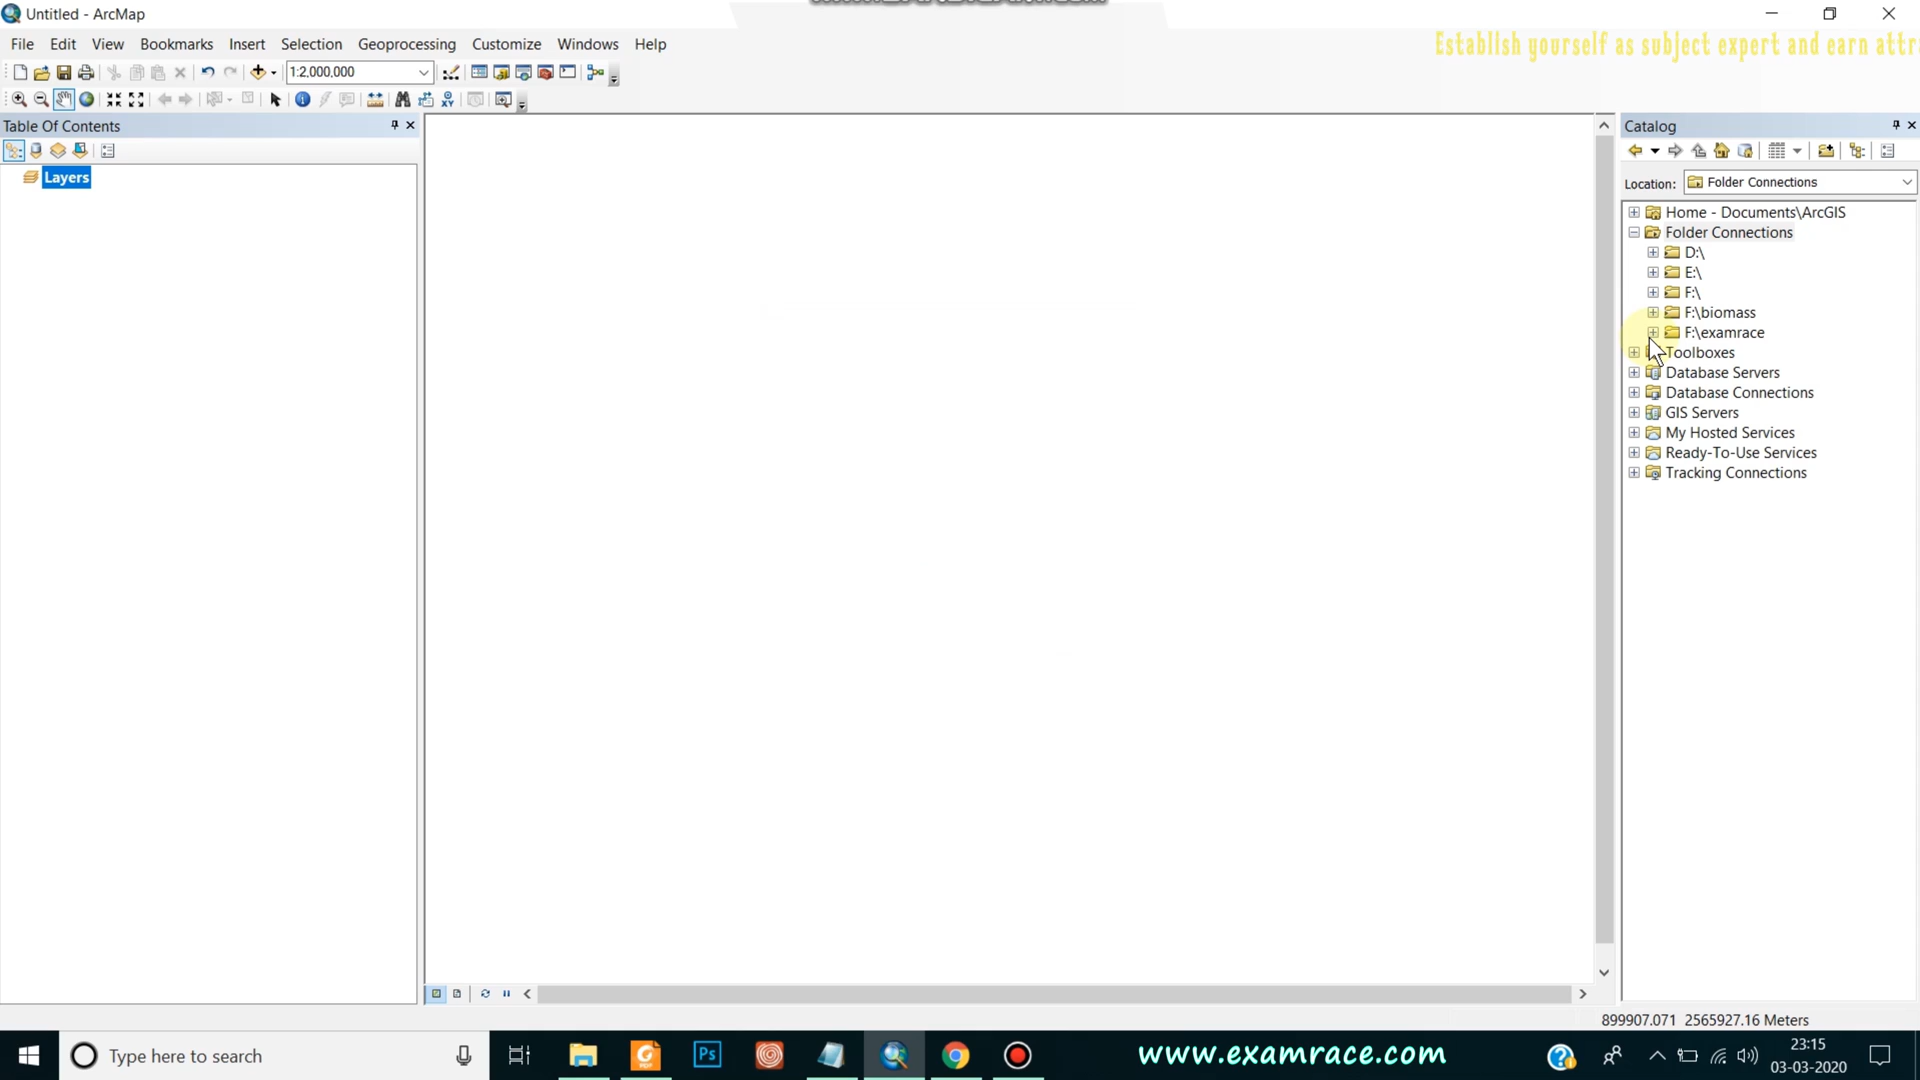 Untitled - ArcMap
File Edit View Bookmarks Insert Selection Geoprocessing Customize Windows Help
Establish yourself as subject expert and earn
1:2,000,000
Table Of Contents
Layers
Catalog
Location: Folder Connections
Home - Documents\ArcGIS
Folder Connections
D:\
E:\
F:\
F:\biomass
F:\examrace
Toolboxes
Database Servers
Database Connections
GIS Servers
My Hosted Services
Ready-To-Use Services
Tracking Connections
899907.071 2565927.16 Meters
Type here to search
Ps
www.examrace.com
23:15
03-03-2020